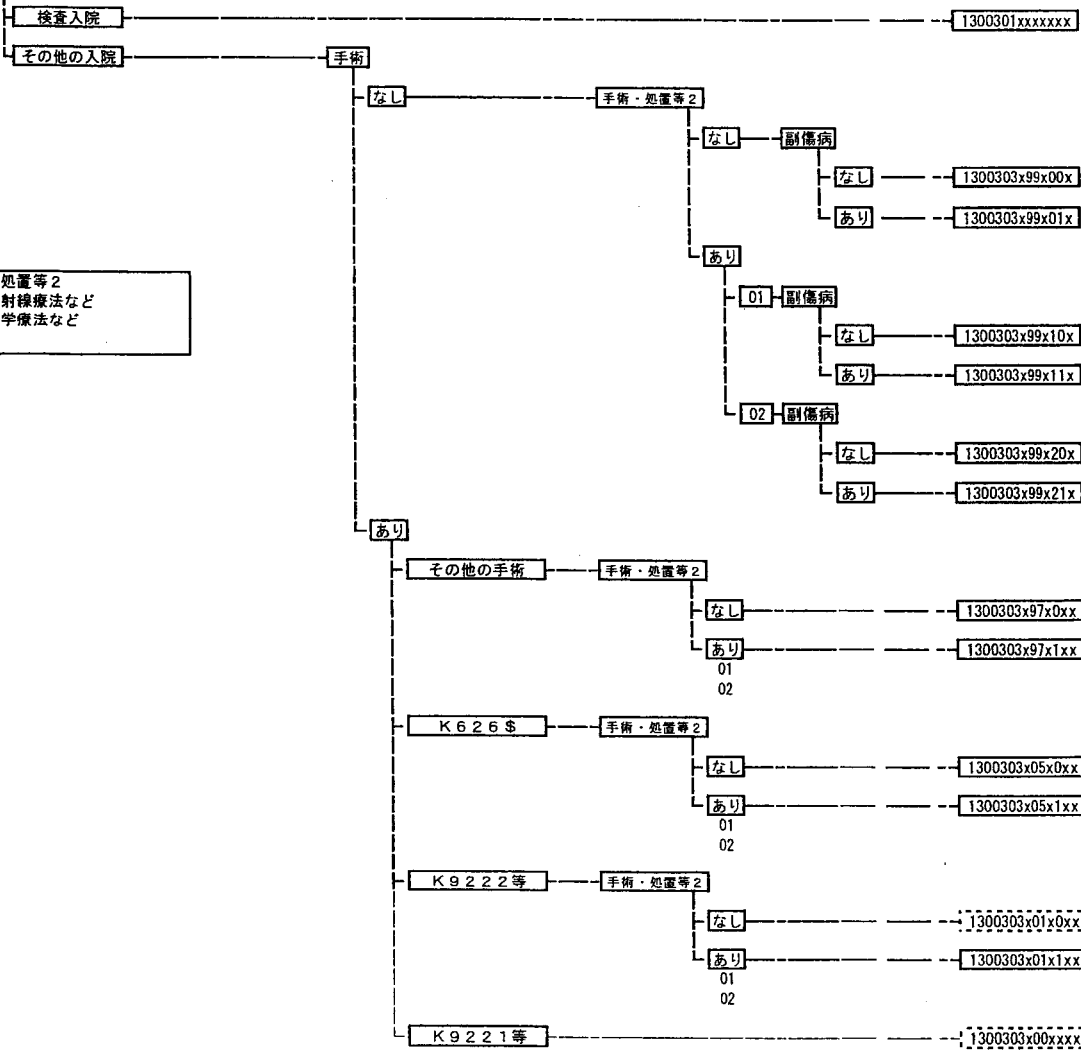 検査入院
1300301xxxxxxx
その他の入院
手術
なし
手術・処置等2
なし
副傷病
なし
1300303x99x00x
あり
1300303x99x01x
あり
処置等2
射線療法など
学療法など
01
副傷病
なし
1300303x99x10x
あり
1300303x99x11x
02
副傷病
なし
1300303x99x20x
あり
1300303x99x21x
あり
その他の手術
手術・処置等2
なし
1300303x97x0xx
あり
1300303x97x1xx
01
02
K626$
手術・処置等2
なし
1300303x05x0xx
あり
1300303x05x1xx
01
02
K9222等
手術・処置等2
なし
1300303x01x0xx
あり
1300303x01x1xx
01
02
K9221等
1300303x00xxxx